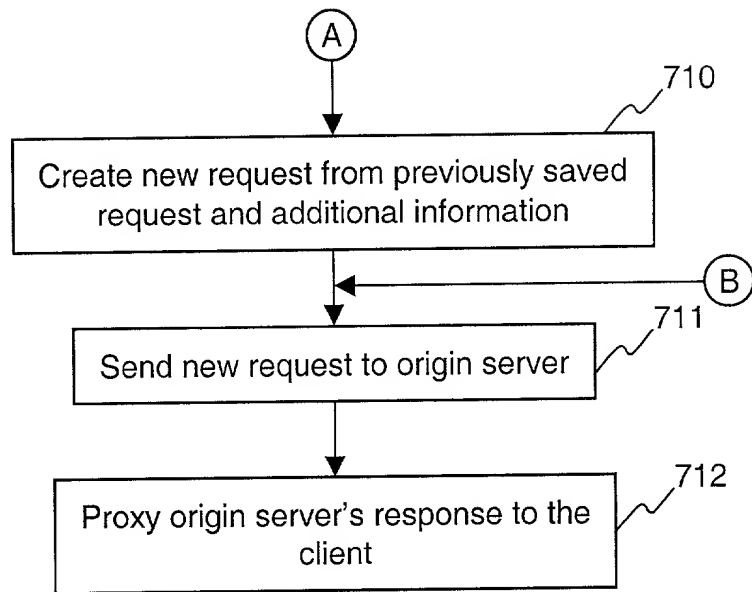 A
710
Create new request from previously saved
request and additional information
B
711
Send new request to origin server
712
Proxy origin server's response to the
client